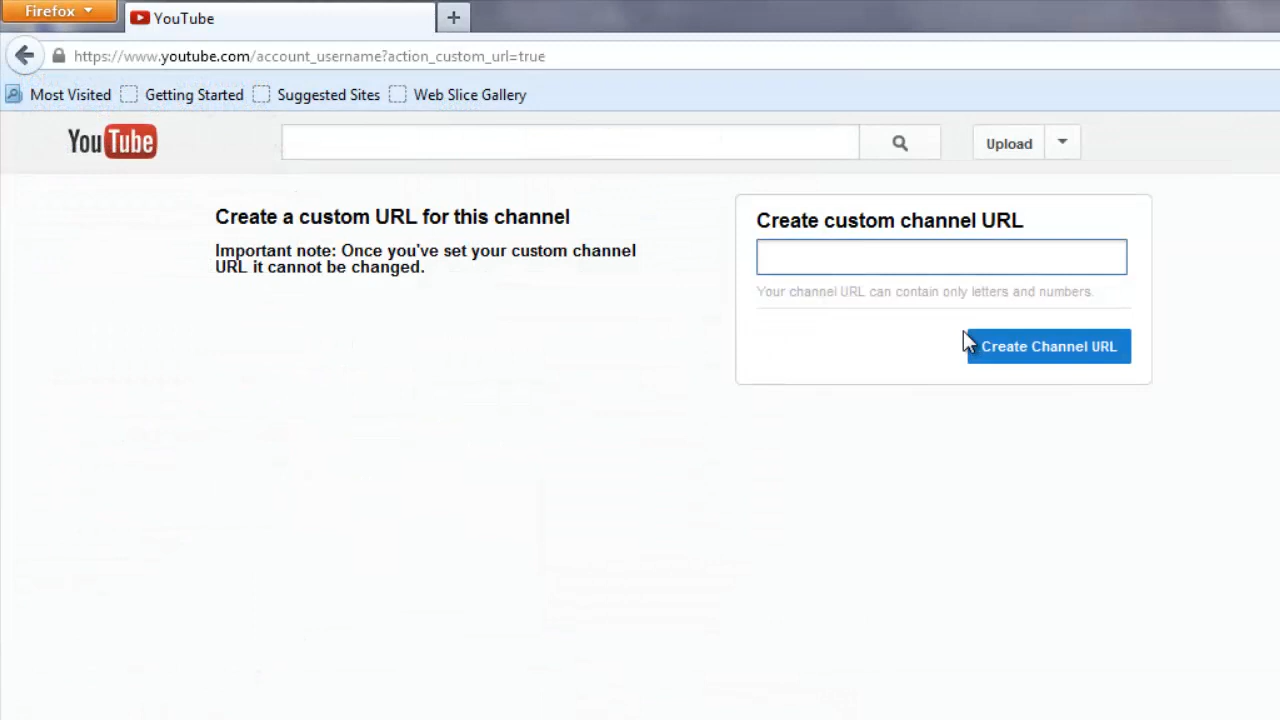 Firefox
YouTube
https://www.youtube.com/account_username?action_custom_url=true
Most Visited Getting Started Suggested Sites Web Slice Gallery
YouTube
Upload
Create a custom URL for this channel
Important note: Once you've set your custom channel
URL it cannot be changed.
Create custom channel URL
Your channel URL can contain only letters and numbers.
Create Channel URL